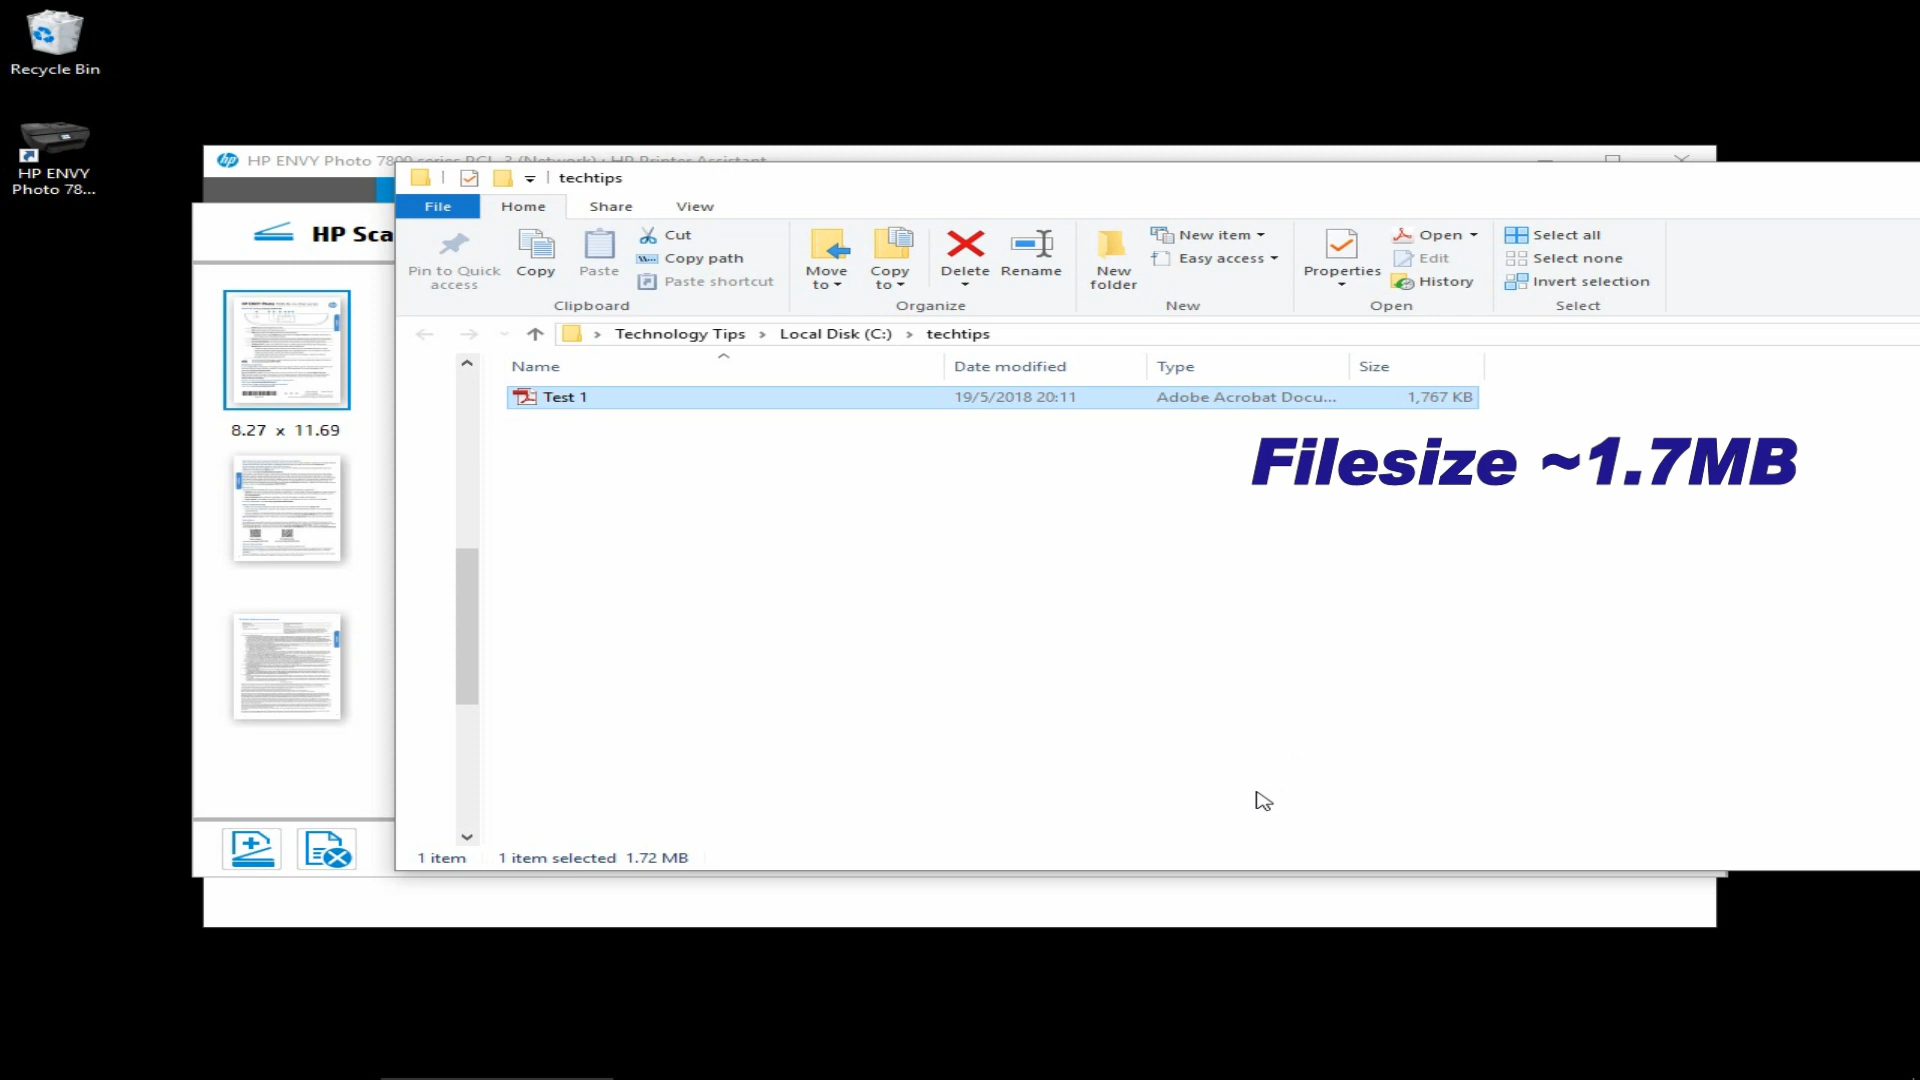 Recycle Bin
HP ENVY
Photo 78...
hp HP ENVY Photo 7800 series PCL-3 (Network) - HP Printer Assistant
HP Sca
8.27 x 11.69
techtips
File Home Share View
Pin to Quick
access
Copy
Paste
Cut
Copy path
Paste shortcut
Clipboard
Move
to
Copy
to
Delete
Rename
Organize
New
folder
New item
Easy access
New
Properties
Open
Edit
History
Open
Select all
Select none
Invert selection
Select
Technology Tips > Local Disk (C:) > techtips
Name Date modified Type Size
Test 1 19/5/2018 20:11 Adobe Acrobat Docu... 1,767 KB
Filesize ~1.7MB
1 item 1 item selected 1.72 MB